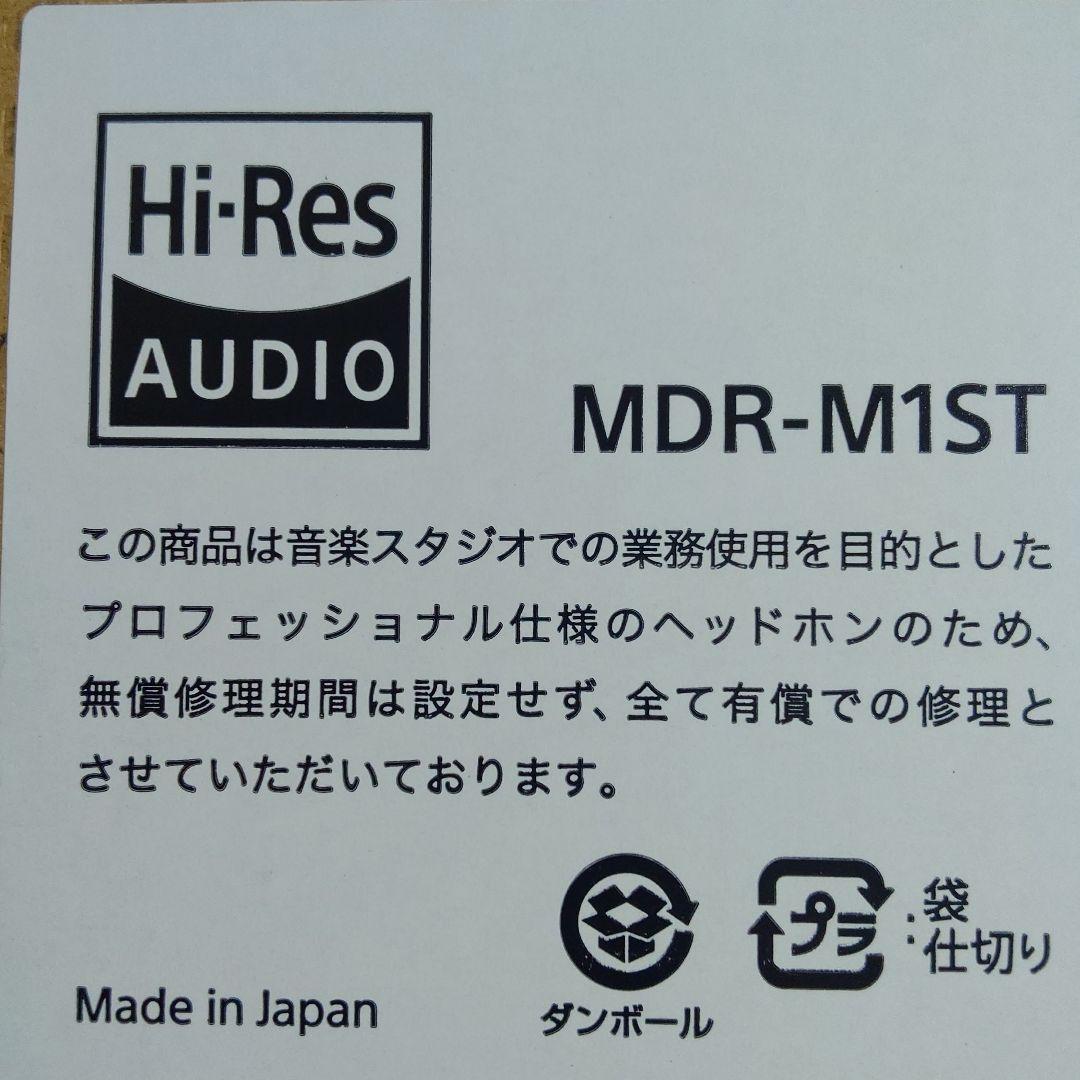 Hi-Res
AUDIO
MDR-M1ST
この商品は音楽スタジオでの業務使用を目的とした
プロフェッショナル仕様のヘッドホンのため、
無償修理期間は設定せず、全て有償での修理と
させていただいております。
プラ
:袋
仕切り
ダンボール
Made in Japan